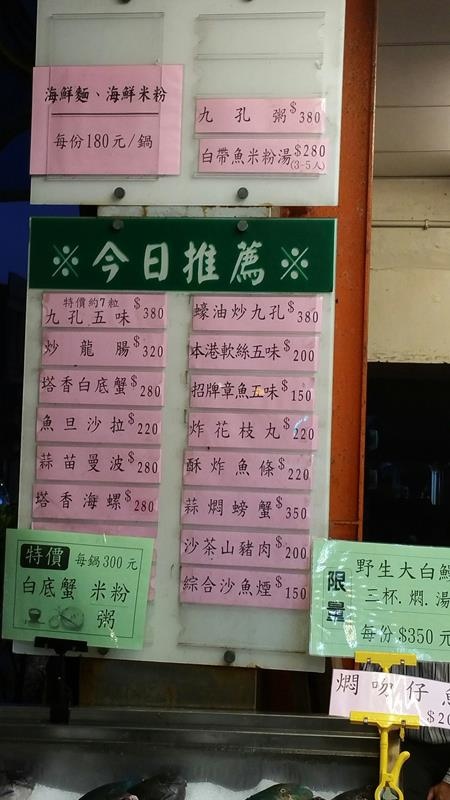 海鮮麵、海鮮米粉
每份180元/鍋
九孔粥$380
白帶魚米粉湯$280
(3-5人)
※今日推薦※
特價約7粒
九孔五味$380
炒龍腸$320
塔香白底蟹$280
魚旦沙拉$220
蒜苗曼波$280
塔香海螺$280
蠔油炒九孔$380
本港軟絲五味$200
招牌章魚五味$150
炸花枝丸$220
酥炸魚條$220
蒜燜螃蟹$350
沙茶山豬肉$200
綜合沙魚煙$150
特價 每鍋300元
白底蟹 米粉
粥
限量
野生大白鰻
三杯.燜.湯
每份$350元
燜吻仔魚